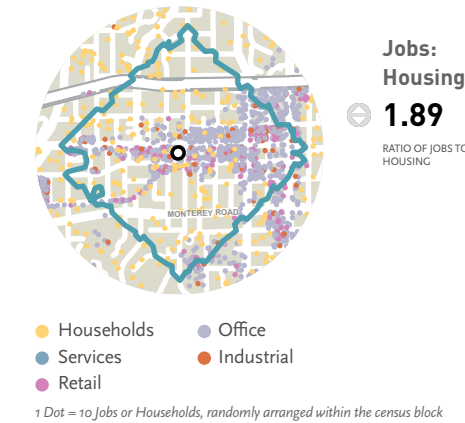 Jobs:
Housing
1.89
RATIO OF JOBS TO
HOUSING
MONTEREY ROAD
Households
Office
Services
Industrial
Retail
1 Dot = 10 Jobs or Households, randomly arranged within the census block